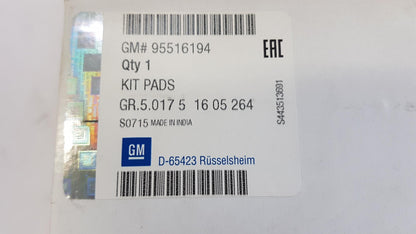 GM# 95516194
EAC
Qty 1
KIT PADS
GR.5.017 5 16 05 264
S0715 MADE IN INDIA
S443513691
GM
D-65423 Rüsselsheim